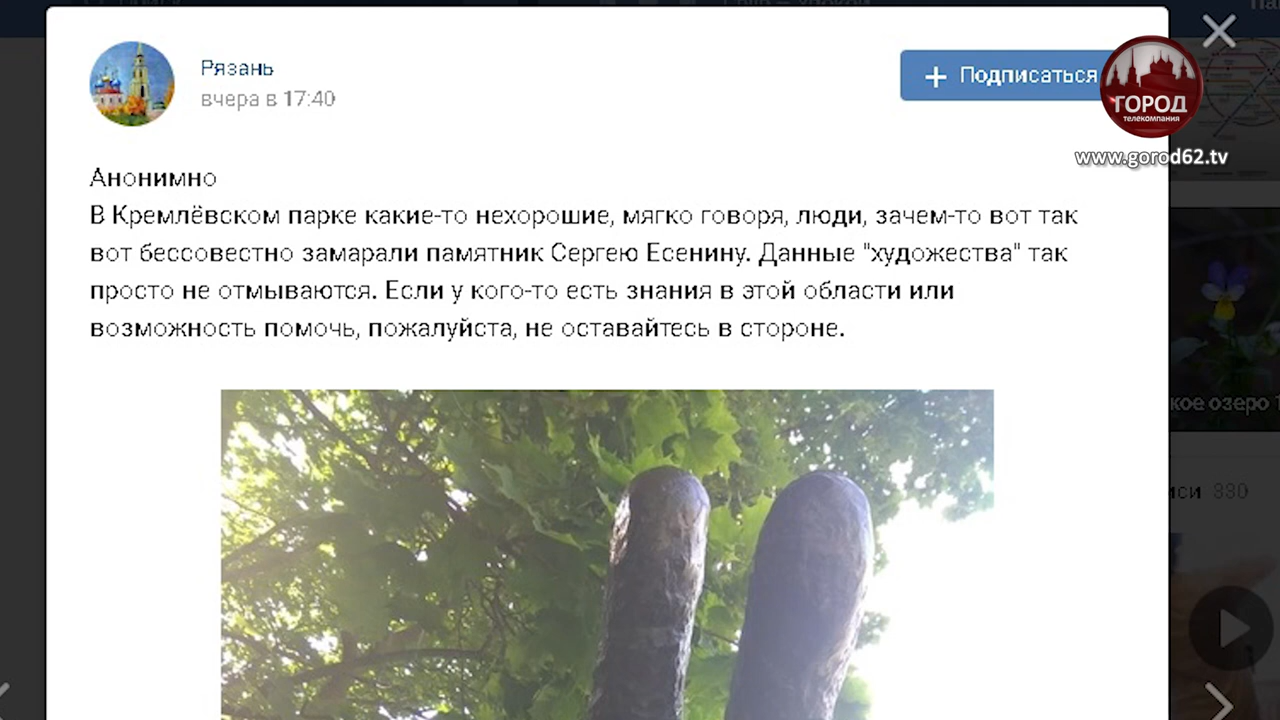 Рязань
вчера в 17:40
+ Подписаться
ГОРОД
телекомпания
www.gorod62.tv
Анонимно
В Кремлёвском парке какие-то нехорошие, мягко говоря, люди, зачем-то вот так
вот бессовестно замарали памятник Сергею Есенину. Данные "художества" так
просто не отмываются. Если у кого-то есть знания в этой области или
возможность помочь, пожалуйста, не оставайтесь в стороне.
кое озеро
330